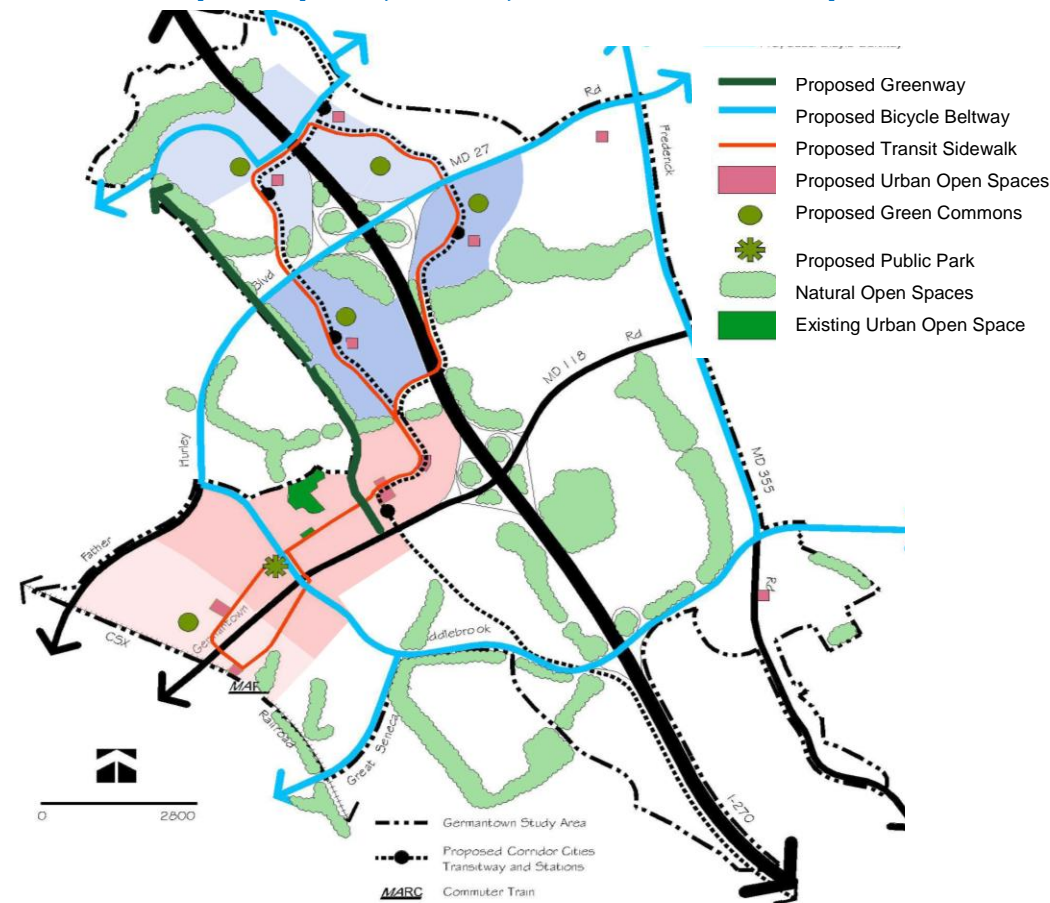 Proposed Greenway
Proposed Bicycle Beltway
Proposed Transit Sidewalk
Proposed Urban Open Spaces
Proposed Green Commons
Proposed Public Park
Natural Open Spaces
Existing Urban Open Space
Rd
Frederick
MD 27
Blvd
Rd
MD 118
Hurley
MD 355
Father
Rd
CSX
Germantown
ddlebrook
MAR
Railroad
Great Seneca
I-270
0 2800
Germantown Study Area
Proposed Corridor Cities
Transitway and Stations
MARC Commuter Train